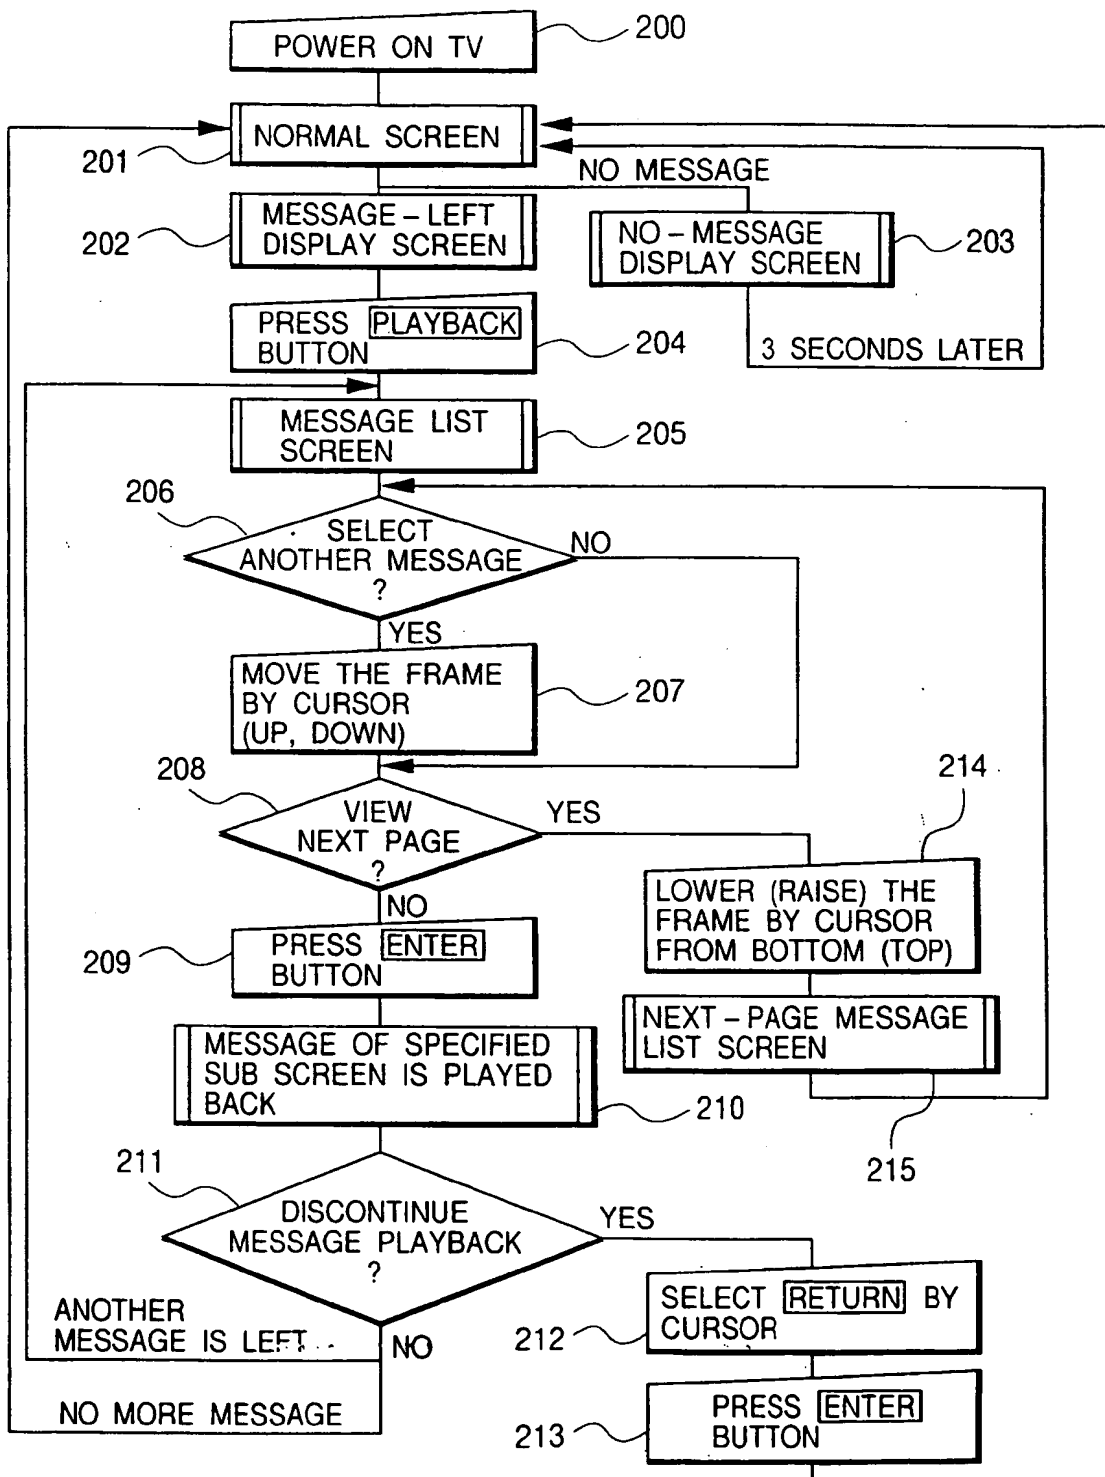 POWER ON TV
200
NORMAL SCREEN
201
NO MESSAGE
MESSAGE-LEFT
DISPLAY SCREEN
202
NO-MESSAGE
DISPLAY SCREEN
203
PRESS PLAYBACK
BUTTON
204
3 SECONDS LATER
MESSAGE LIST
SCREEN
205
206
SELECT
ANOTHER MESSAGE
?
NO
YES
MOVE THE FRAME
BY CURSOR
(UP, DOWN)
207
208
VIEW
NEXT PAGE
?
YES
NO
214
LOWER (RAISE) THE
FRAME BY CURSOR
FROM BOTTOM (TOP)
PRESS ENTER
BUTTON
209
NEXT-PAGE MESSAGE
LIST SCREEN
215
MESSAGE OF SPECIFIED
SUB SCREEN IS PLAYED
BACK
210
211
DISCONTINUE
MESSAGE PLAYBACK
?
YES
NO
ANOTHER
MESSAGE IS LEFT
NO MORE MESSAGE
SELECT RETURN BY
CURSOR
212
PRESS ENTER
BUTTON
213